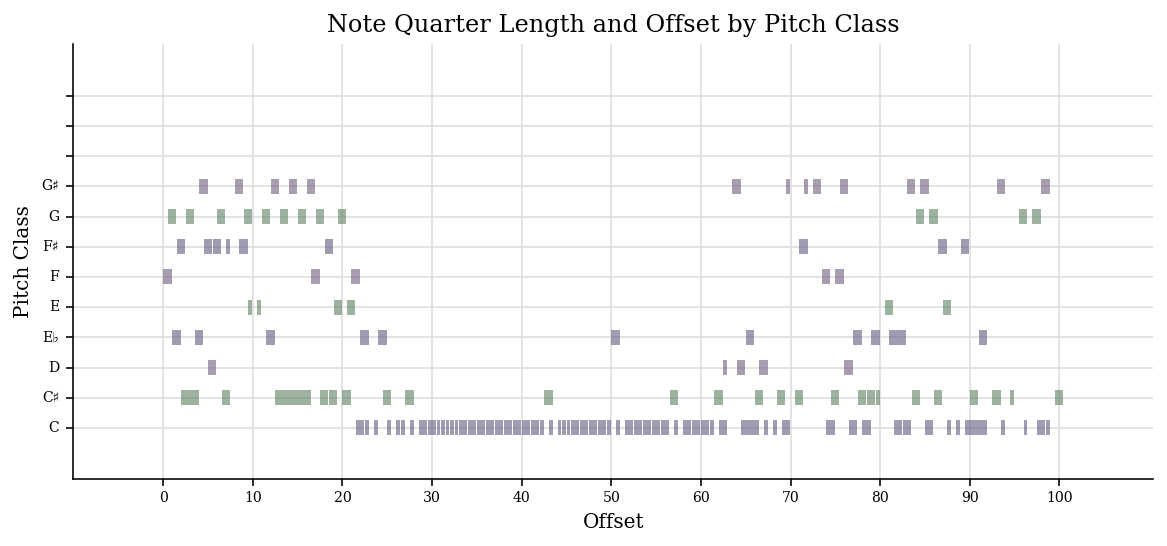 Note Quarter Length and Offset by Pitch Class
Pitch Class
G♯
G
F♯
F
E
E♭
D
C♯
C
0 10 20 30 40 50 60 70 80 90 100
Offset